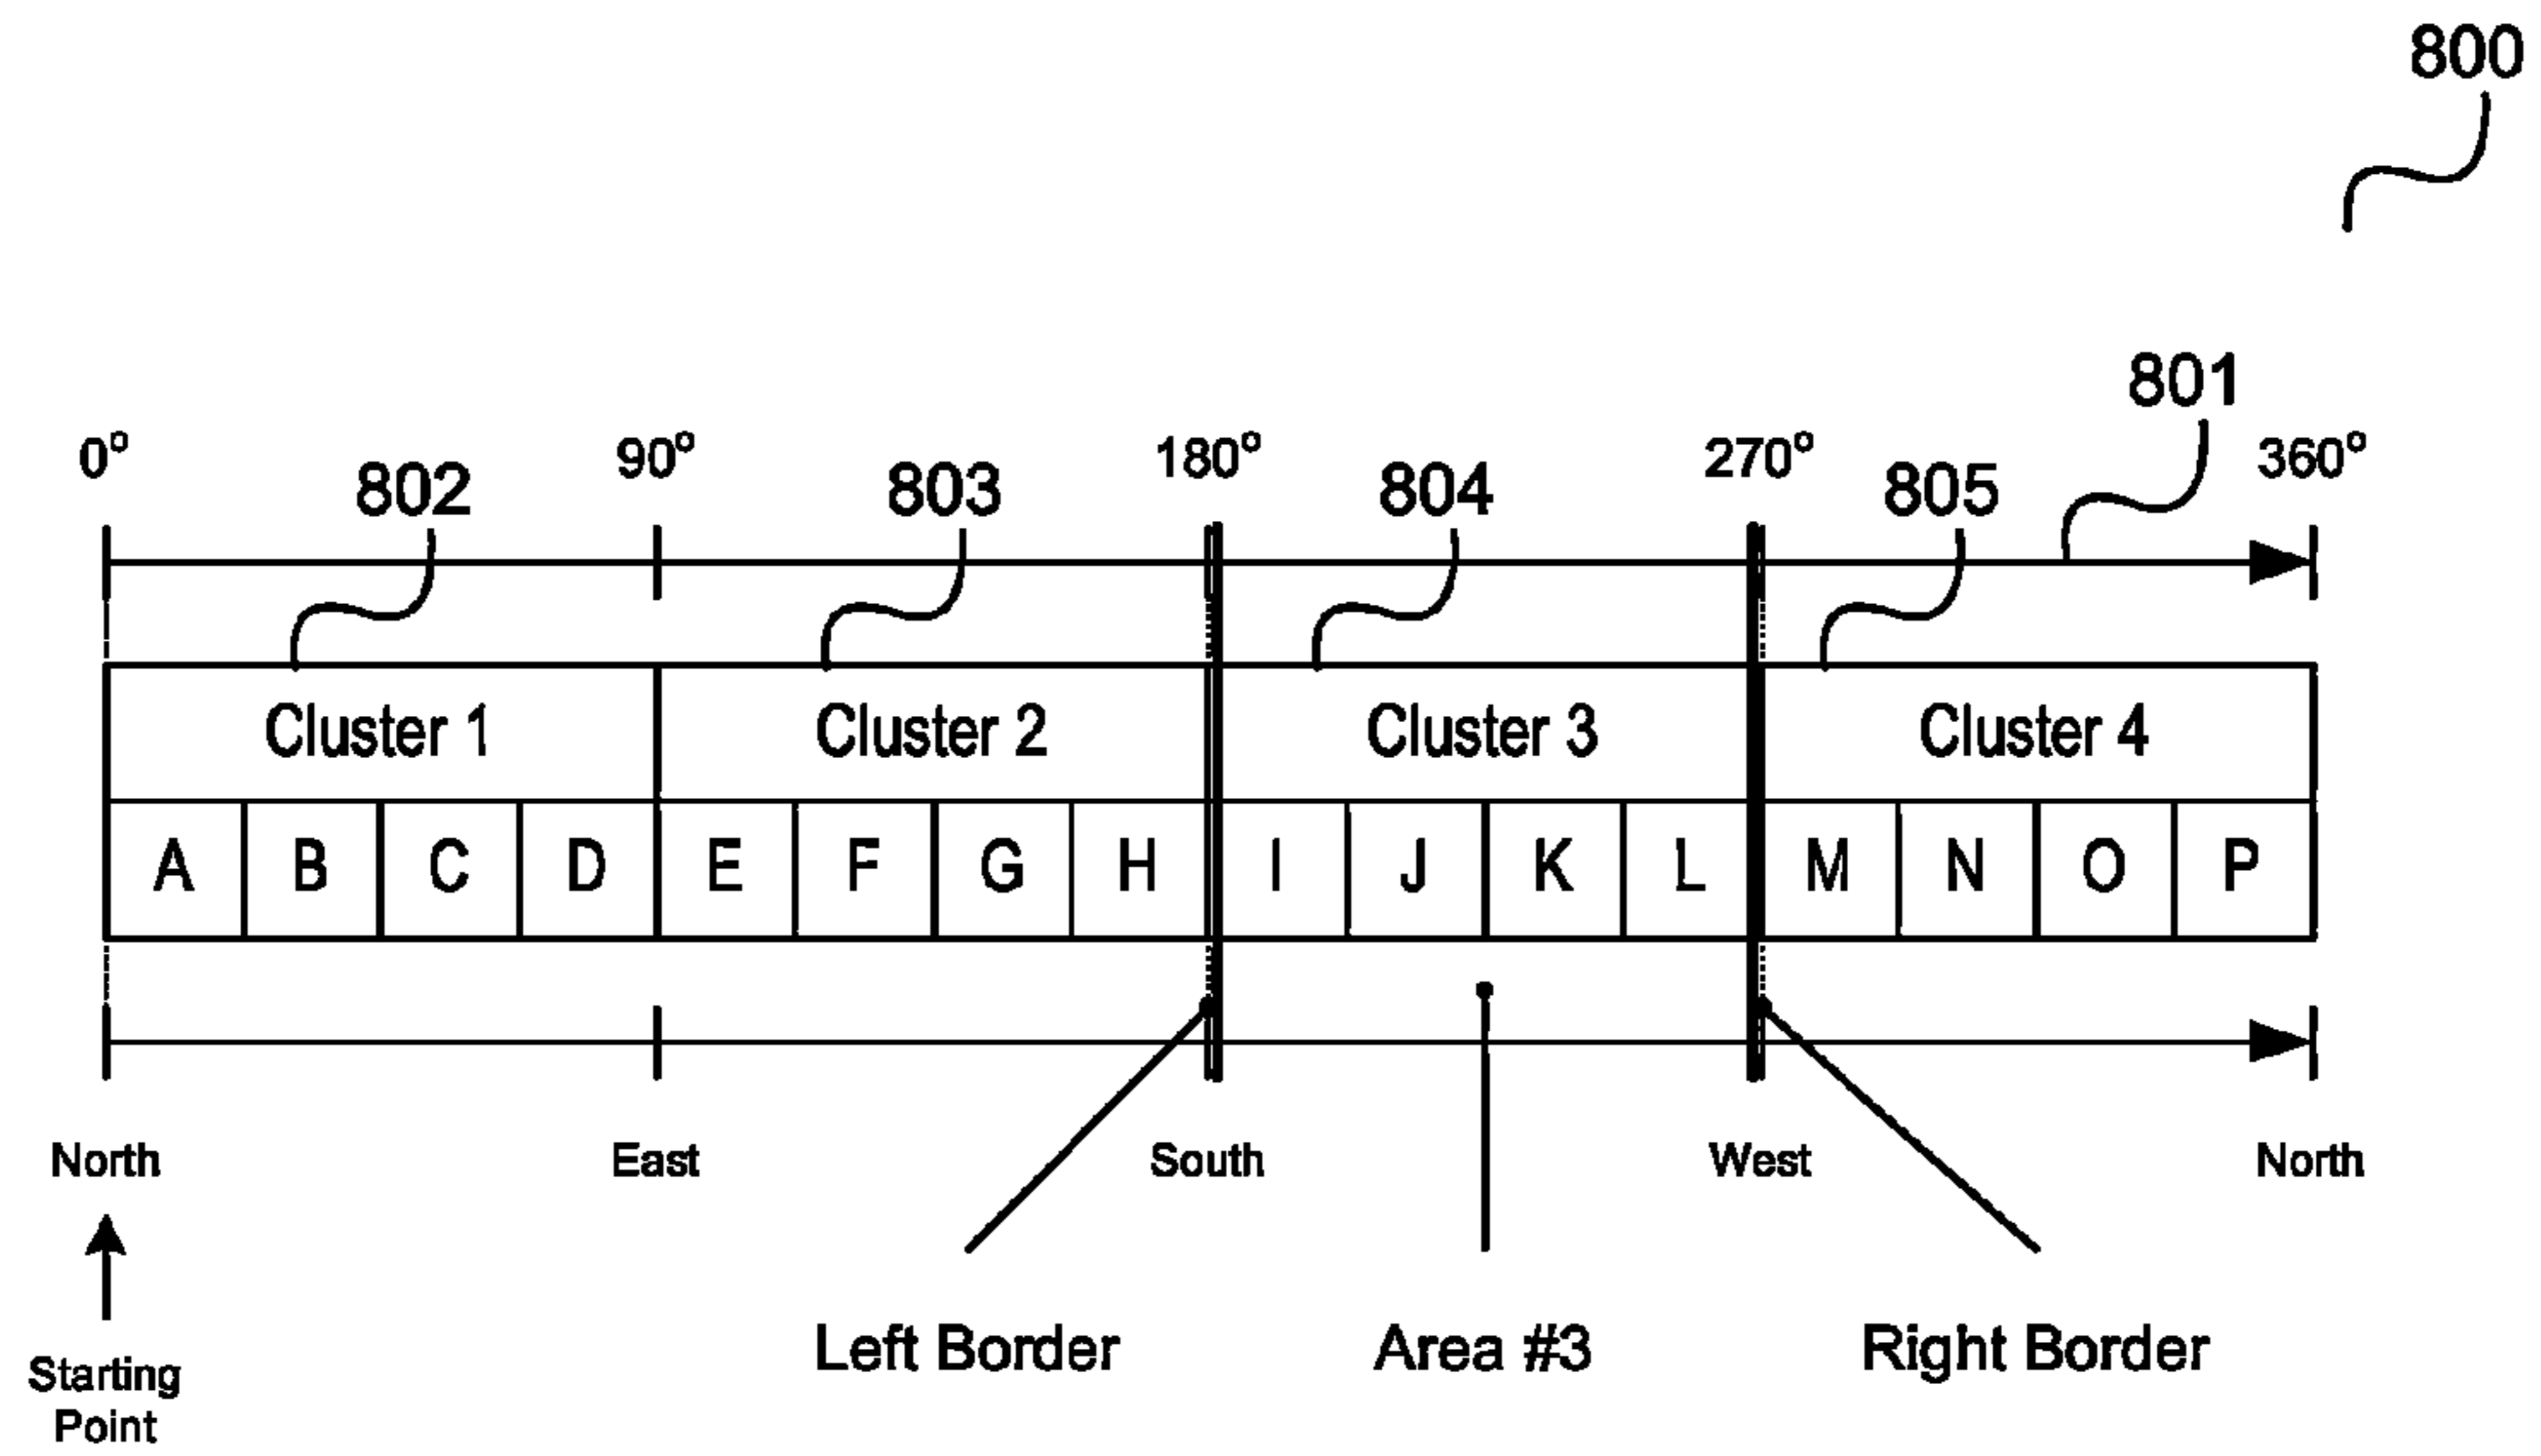 800
801
0° 90° 180° 270° 360°
802 803 804 805
Cluster 1 Cluster 2 Cluster 3 Cluster 4
A B C D E F G H I J K L M N O P
North East South West North
Left Border Area #3 Right Border
Starting
Point